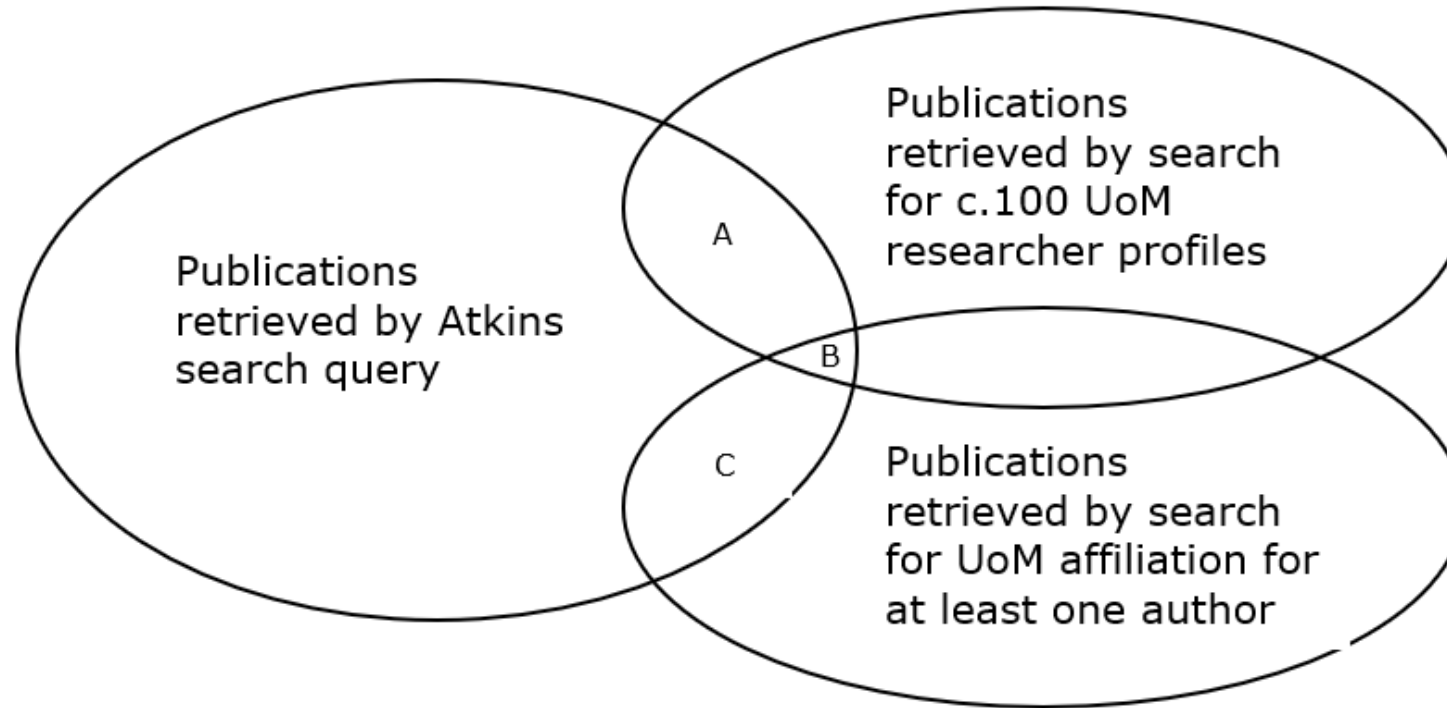 Publications
retrieved by Atkins
search query
Publications
retrieved by search
for c.100 UoM
researcher profiles
A
B
C
Publications
retrieved by search
for UoM affiliation for
at least one author